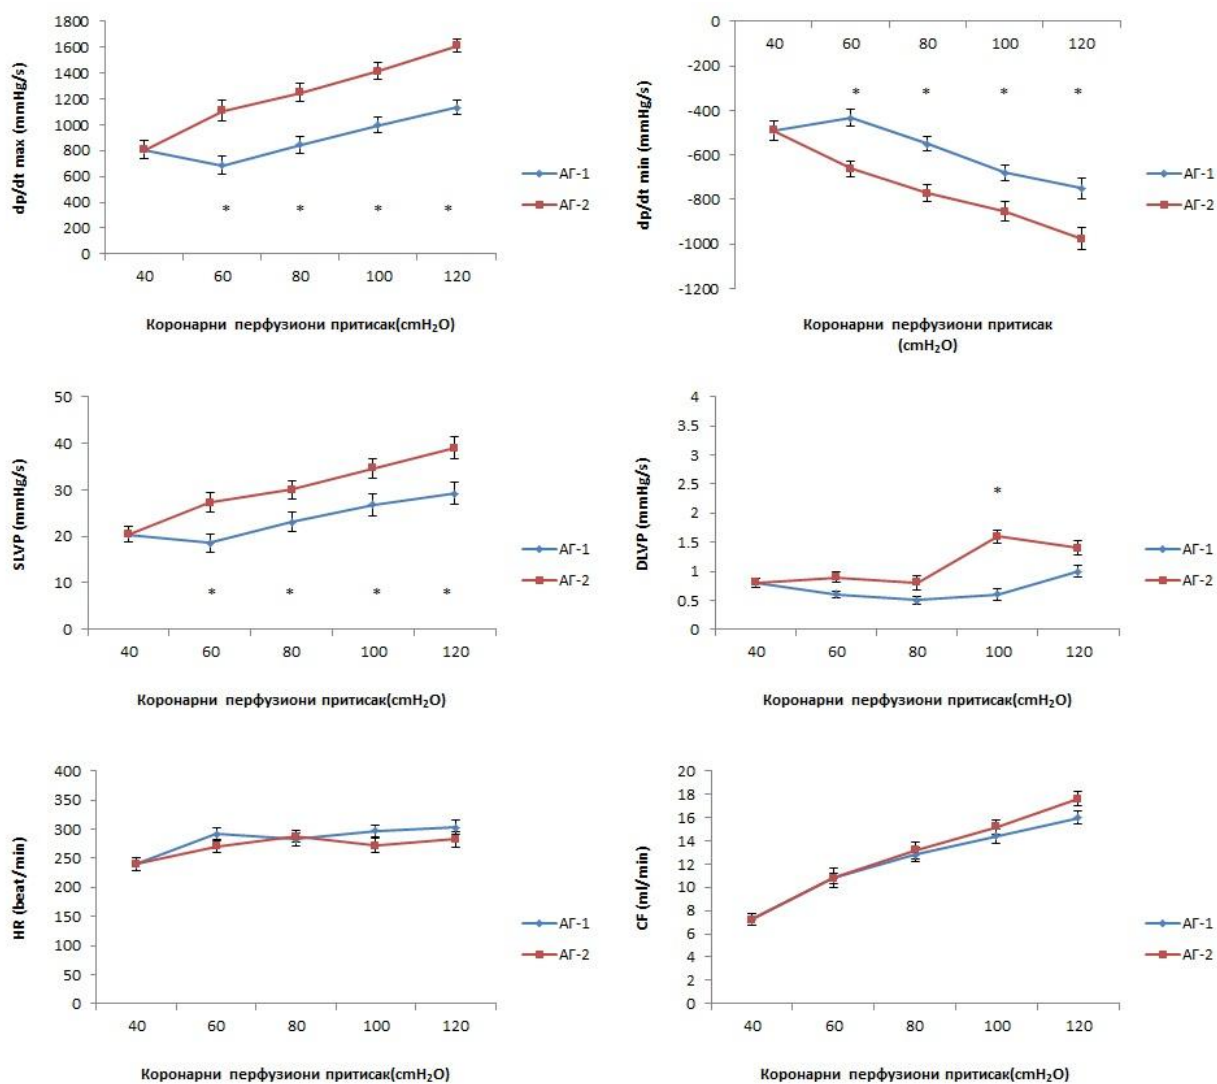 dp/dt max (mmHg/s)
1800
1600
1400
1200
1000
800
600
400
200
0
* * * *
40 60 80 100 120
Коронарни перфузиони притисак(cmH₂O)
АГ-1
АГ-2
dp/dt min (mmHg/s)
0
-200
-400
-600
-800
-1000
-1200
40 60 80 100 120
* * * *
Коронарни перфузиони притисак
(cmH₂O)
АГ-1
АГ-2
SLVP (mmHg/s)
50
40
30
20
10
0
* * * *
40 60 80 100 120
Коронарни перфузиони притисак(cmH₂O)
АГ-1
АГ-2
DLVP (mmHg/s)
4
3.5
3
2.5
2
1.5
1
0.5
0
*
40 60 80 100 120
Коронарни перфузиони притисак(cmH₂O)
АГ-1
АГ-2
HR (beat/min)
400
350
300
250
200
150
100
50
0
40 60 80 100 120
Коронарни перфузиони притисак(cmH₂O)
АГ-1
АГ-2
CF (ml/min)
20
18
16
14
12
10
8
6
4
2
0
40 60 80 100 120
Коронарни перфузиони притисак(cmH₂O)
АГ-1
АГ-2